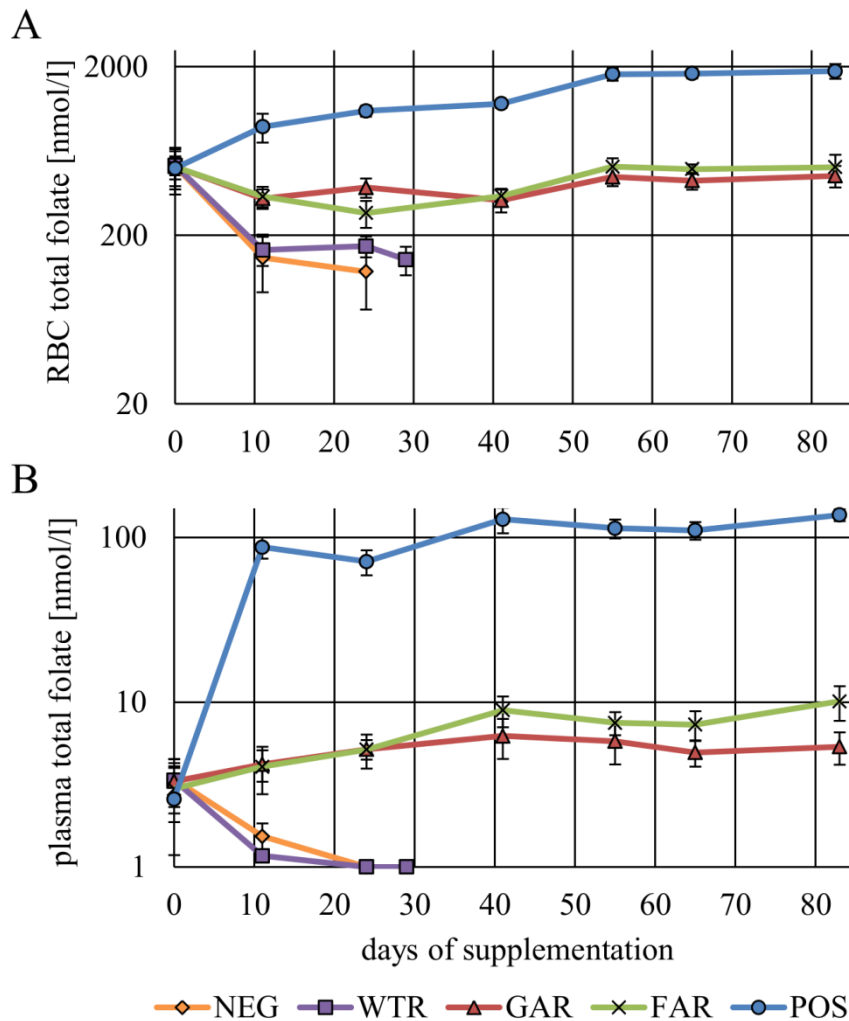 A
RBC total folate [nmol/l]
2000
200
20
0 10 20 30 40 50 60 70 80
B
plasma total folate [nmol/l]
100
10
1
0 10 20 30 40 50 60 70 80
days of supplementation
NEG WTR GAR FAR POS